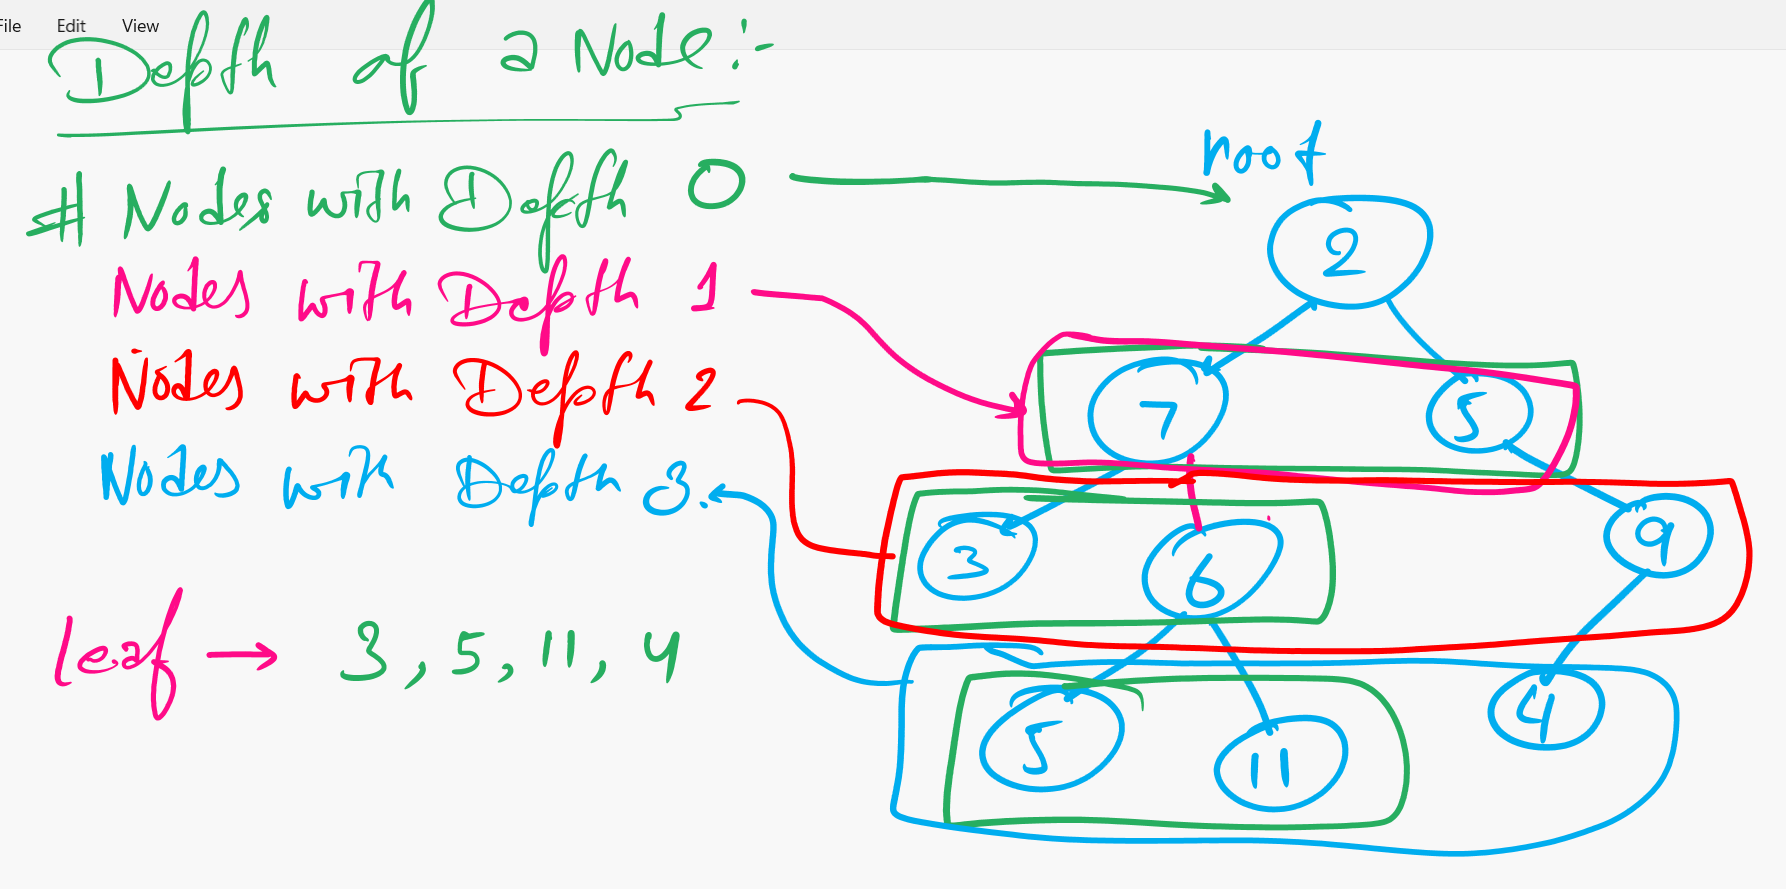 File Edit View
Depth of a Node:-
# Nodes with Depth 0
root
2
Nodes with Depth 1
7 5
Nodes with Depth 2
3 6 9
Nodes with Depth 3.
Leaf → 3, 5, 11, 4
5 11 4